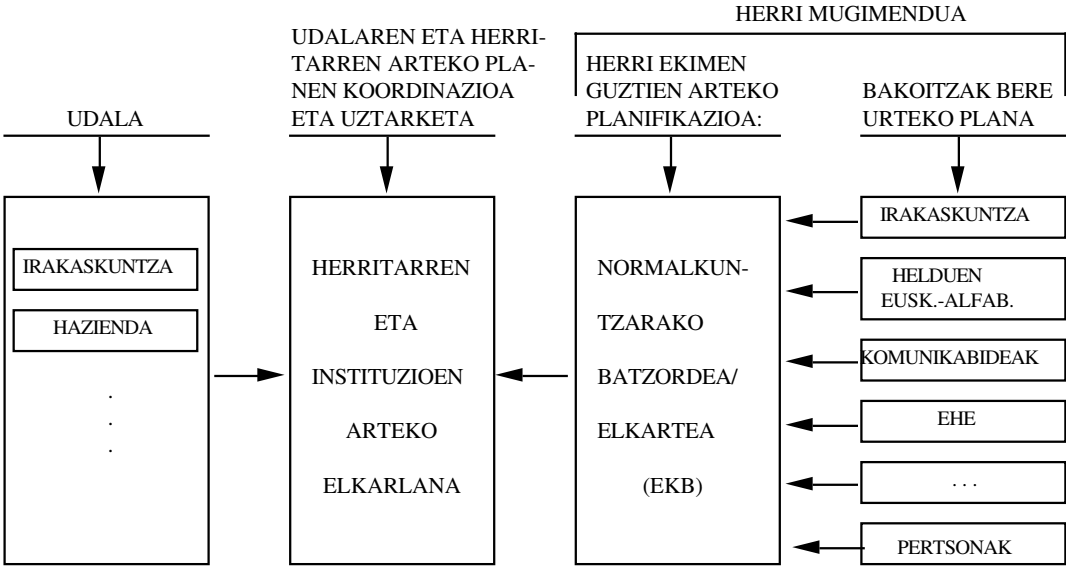 HERRI MUGIMENDUA
UDALA
UDALAREN ETA HERRI-
TARREN ARTEKO PLA-
NEN KOORDINAZIOA
ETA UZTARKETA
HERRI EKIMEN
GUZTIEN ARTEKO
PLANIFIKAZIOA:
BAKOITZAK BERE
URTEKO PLANA
IRAKASKUNTZA
HAZIENDA
.
.
.
HERRITARREN
ETA
INSTITUZIOEN
ARTEKO
ELKARLANA
NORMALKUN-
TZARAKO
BATZORDEA/
ELKARTEA
(EKB)
IRAKASKUNTZA
HELDUEN
EUSK.-ALFAB.
KOMUNIKABIDEAK
EHE
. . .
PERTSONAK